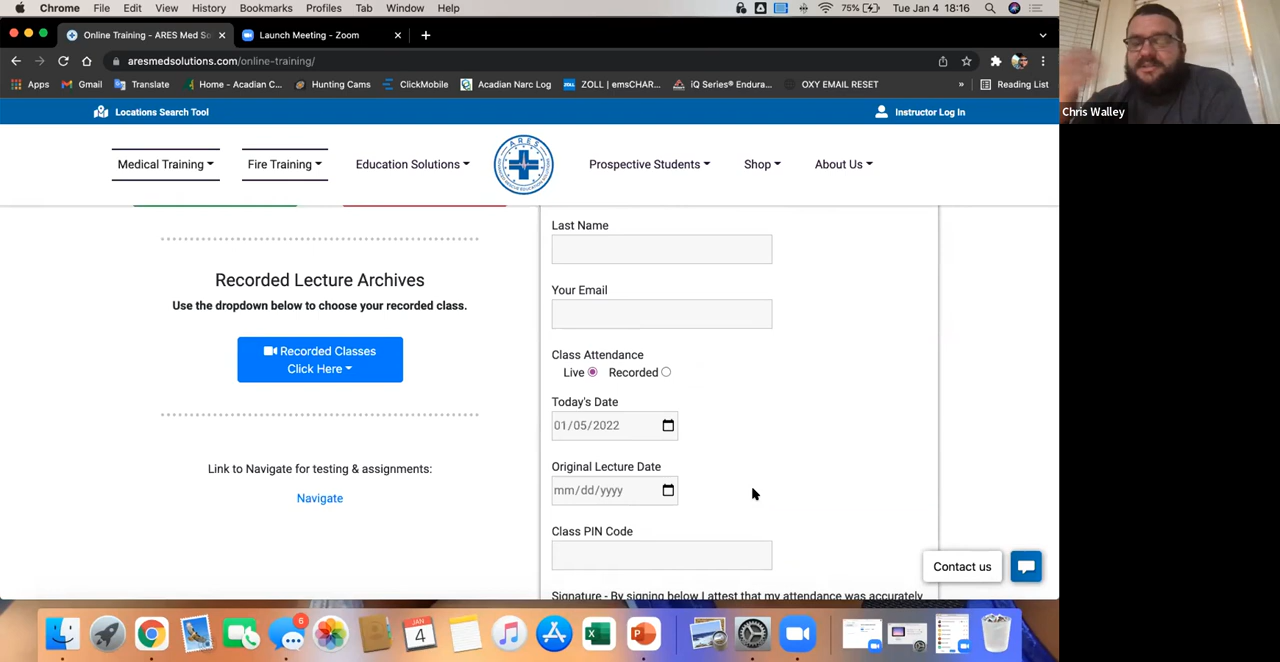 Chrome File Edit View History Bookmarks Profiles Tab Window Help 75% Tue Jan 4 18:16
Online Training - ARES Med So
Launch Meeting - Zoom
aresmedsolutions.com/online-training/
Apps Gmail Translate Home - Acadian C... Hunting Cams ClickMobile Acadian Narc Log ZOLL | emsCHAR... iQ Series® Endura... OXY EMAIL RESET » Reading List
Locations Search Tool Instructor Log In
Chris Walley
Medical Training Fire Training Education Solutions ARES Prospective Students Shop About Us
Last Name
Recorded Lecture Archives
Use the dropdown below to choose your recorded class.
Your Email
Recorded Classes
Click Here
Class Attendance
Live Recorded
Today's Date
01/05/2022
Original Lecture Date
mm/dd/yyyy
Link to Navigate for testing & assignments:
Navigate
Class PIN Code
Contact us
Signature - By signing below I attest that my attendance was accurately
6
JAN
4